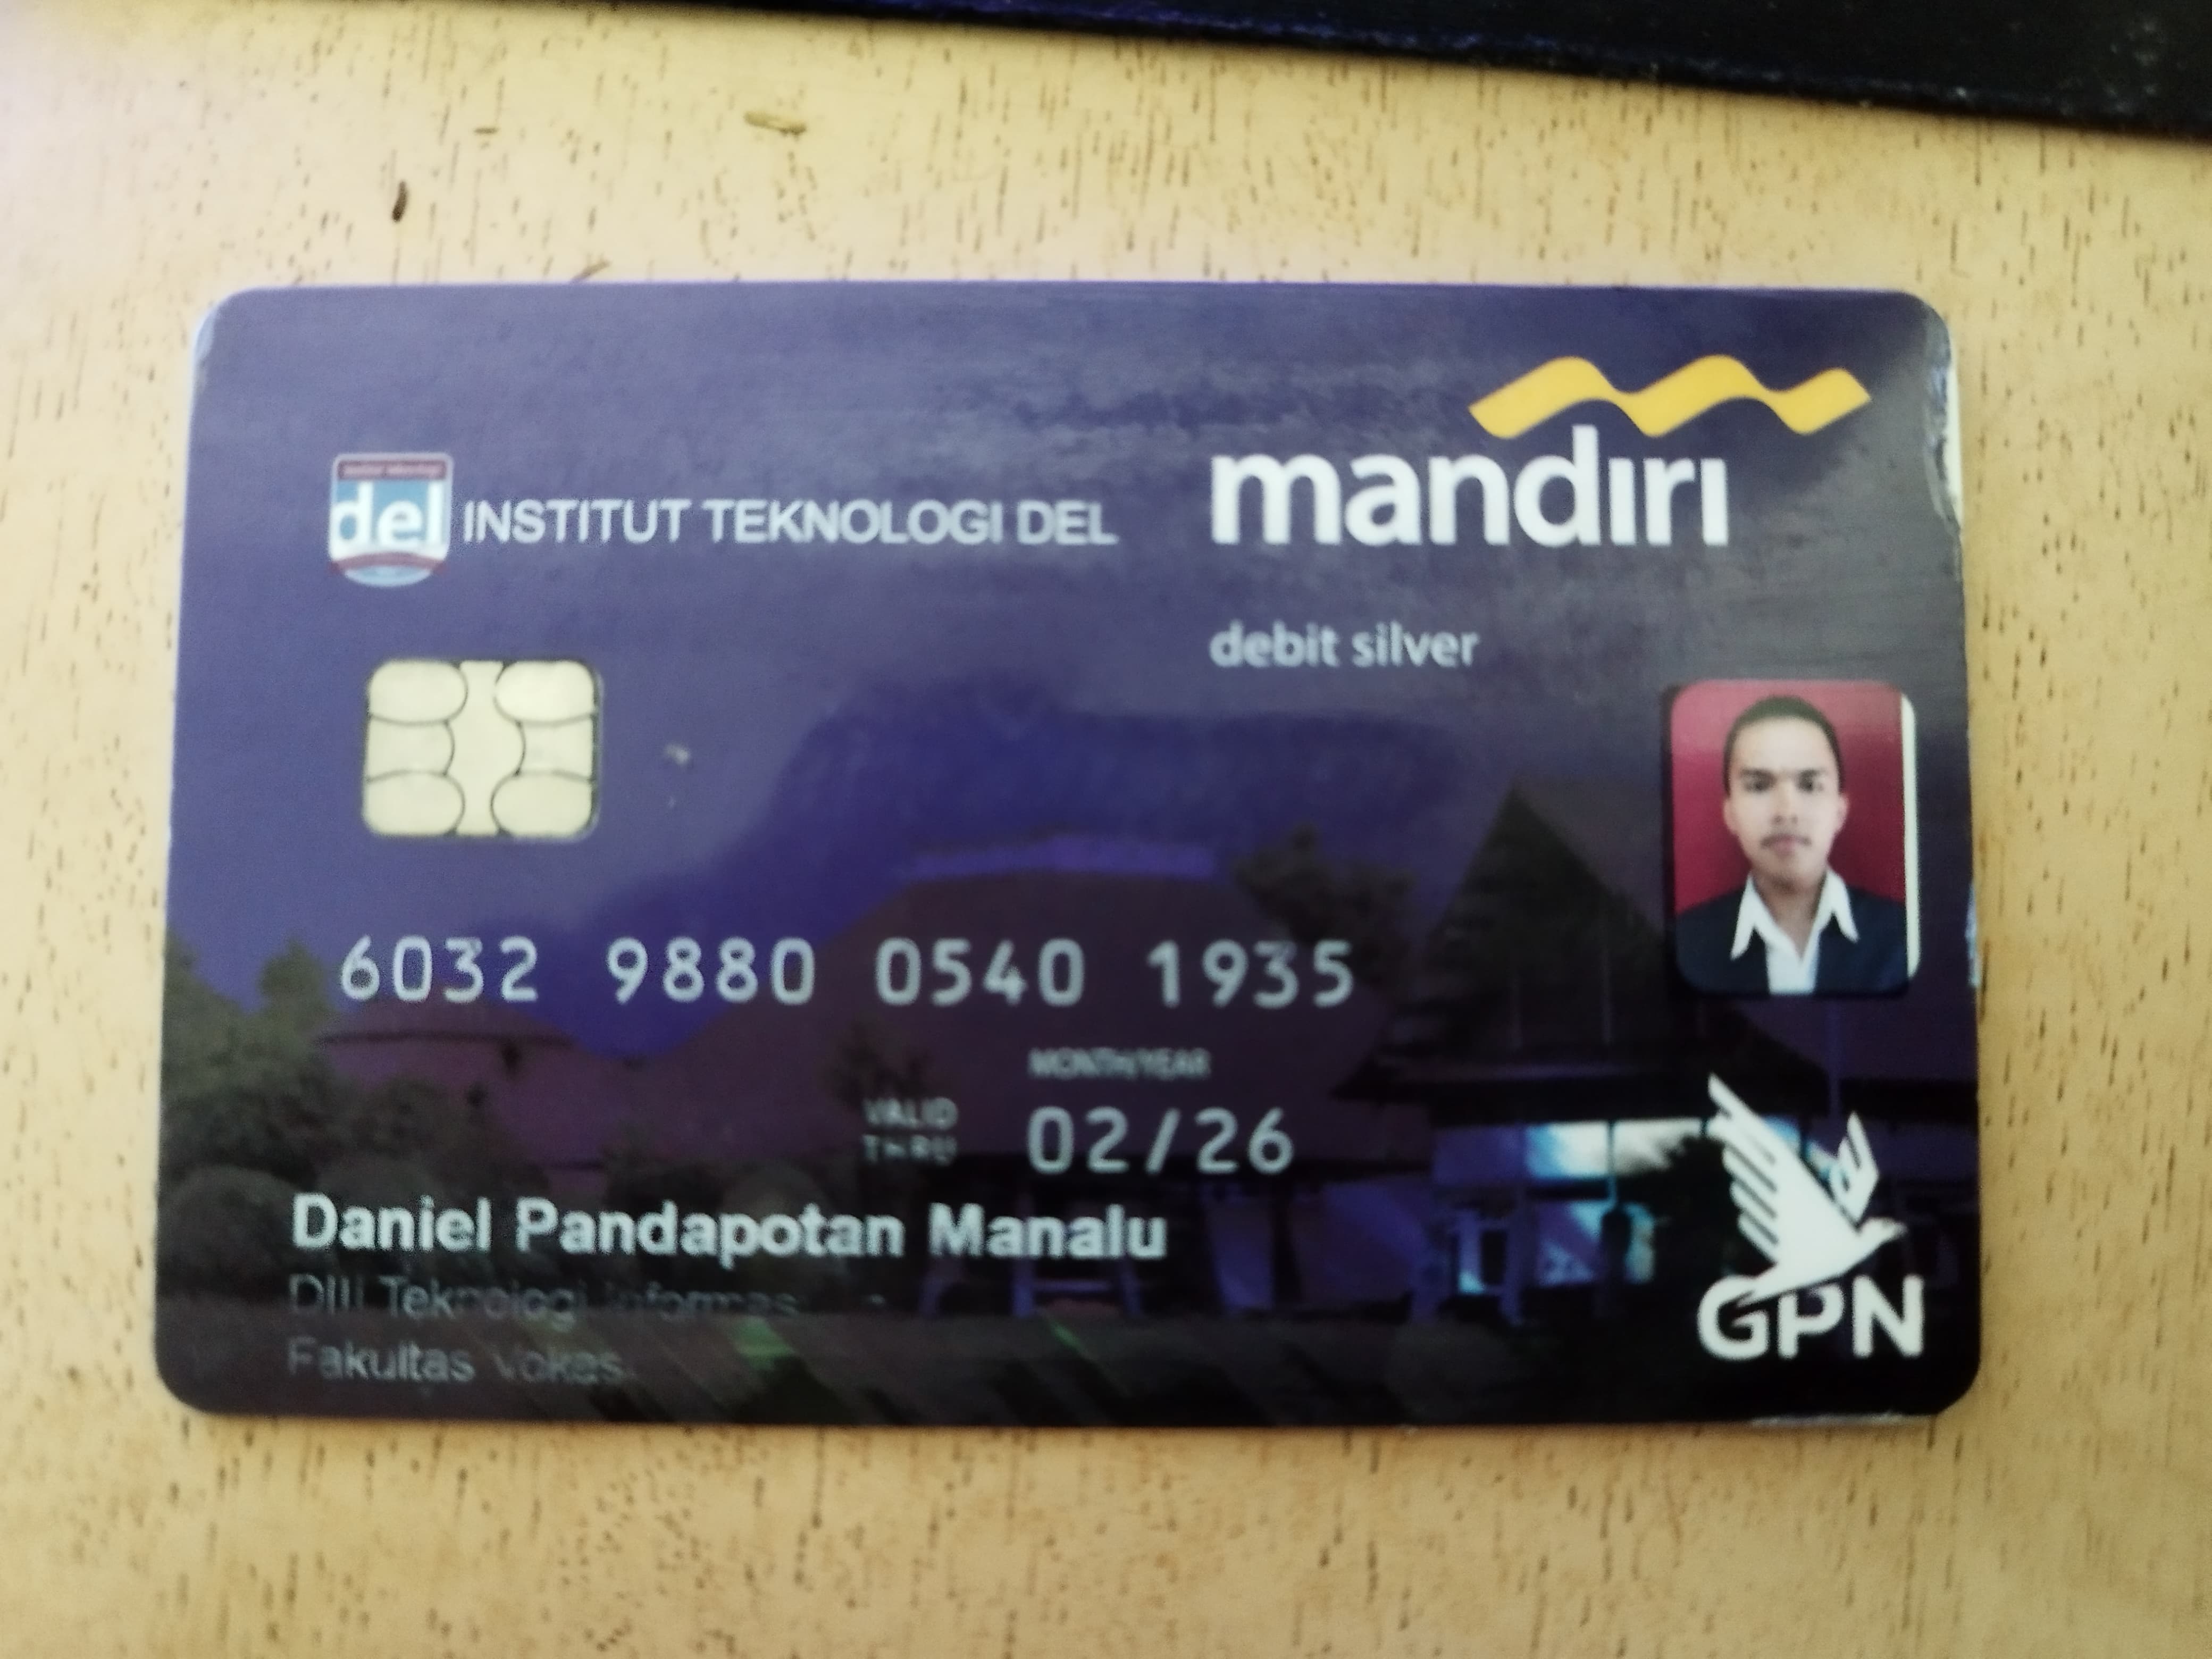 mandırı
del INSTITUT TEKNOLOGI DEL
debit silver
6032 9880 0540 1935
MONTH/YEAR
VALID
THRU
02/26
Daniel Pandapotan Manalu
DIII Teknologi Informasi
Fakultas Vokasi
GPN